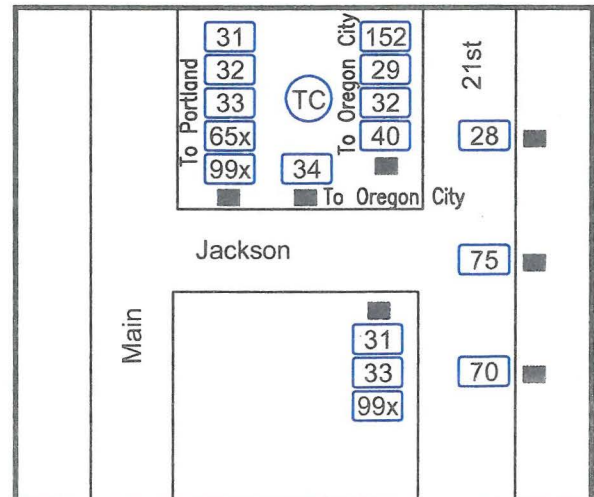 31
32
33
65x
99x
To Portland
TC
34
To Oregon City
152
29
32
40
To Oregon City
21st
28
75
70
Jackson
Main
31
33
99x